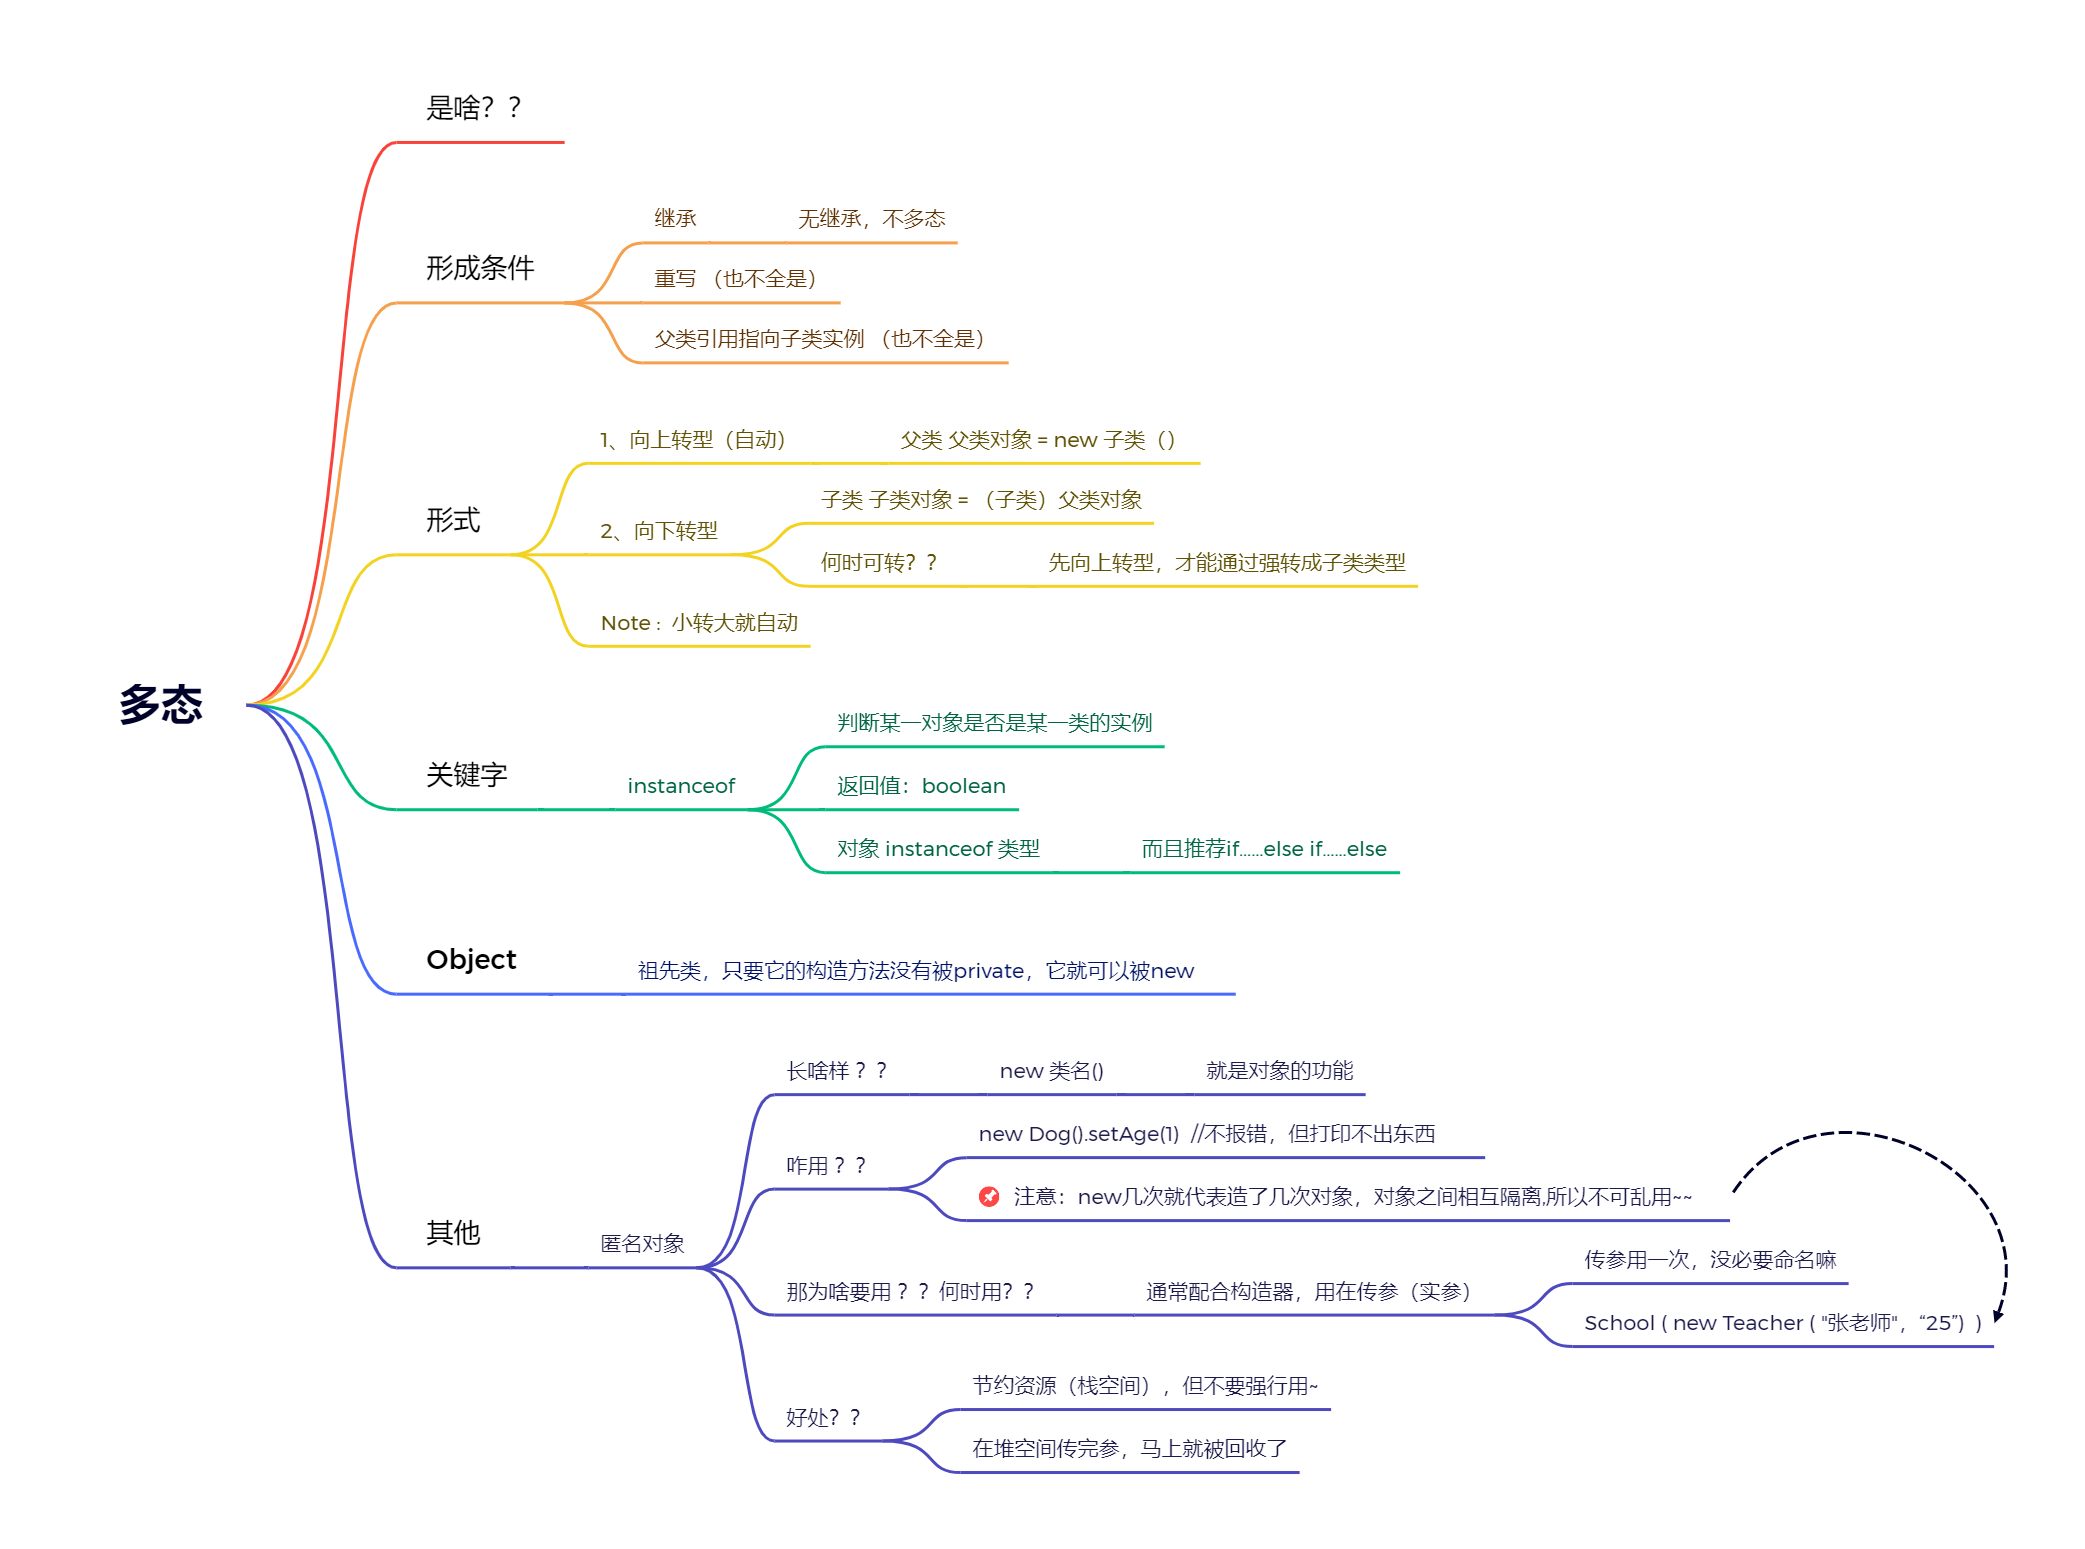 多态
是啥？？
形成条件
继承
无继承，不多态
重写 （也不全是）
父类引用指向子类实例 （也不全是）
形式
1、向上转型（自动）
父类 父类对象 = new 子类（）
2、向下转型
子类 子类对象 = （子类）父类对象
何时可转？？
先向上转型，才能通过强转成子类类型
Note： 小转大就自动
关键字
instanceof
判断某一对象是否是某一类的实例
返回值：boolean
对象 instanceof 类型
而且推荐if......else if......else
Object
祖先类，只要它的构造方法没有被private，它就可以被new
其他
匿名对象
长啥样 ？？
new 类名()
就是对象的功能
咋用 ？？
new Dog().setAge(1)  //不报错，但打印不出东西
注意：new几次就代表造了几次对象，对象之间相互隔离,所以不可乱用~~
那为啥要用 ？？ 何时用？？
通常配合构造器，用在传参（实参）
传参用一次，没必要命名嘛
School ( new Teacher ( "张老师"，“25”)  )
好处？？
节约资源（栈空间），但不要强行用~
在堆空间传完参，马上就被回收了